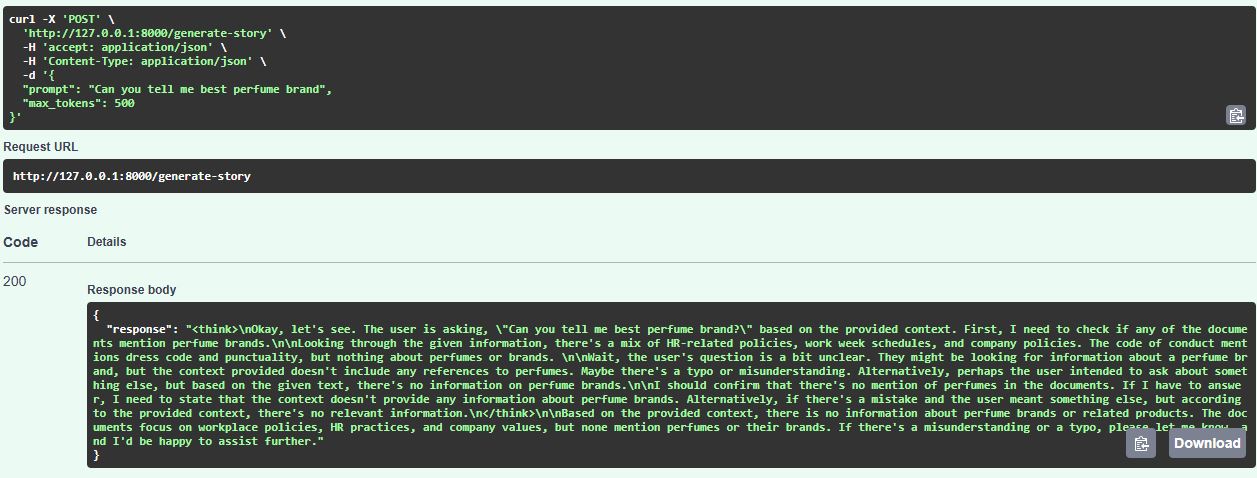 curl -X 'POST' \
  'http://127.0.0.1:8000/generate-story' \
  -H 'accept: application/json' \
  -H 'Content-Type: application/json' \
  -d '{
  "prompt": "Can you tell me best perfume brand",
  "max_tokens": 500
}'
Request URL
http://127.0.0.1:8000/generate-story
Server response
Code Details
200
Response body
{
  "response": "<think>\nOkay, let's see. The user is asking, \"Can you tell me best perfume brand?\" based on the provided context. First, I need to check if any of the docume
nts mention perfume brands.\n\nLooking through the given information, there's a mix of HR-related policies, work week schedules, and company policies. The code of conduct ment
ions dress code and punctuality, but nothing about perfumes or brands. \n\nWait, the user's question is a bit unclear. They might be looking for information about a perfume br
and, but the context provided doesn't include any references to perfumes. Maybe there's a typo or misunderstanding. Alternatively, perhaps the user intended to ask about somet
hing else, but based on the given text, there's no information on perfume brands.\n\nI should confirm that there's no mention of perfumes in the documents. If I have to answe
r, I need to state that the context doesn't provide any information about perfume brands. Alternatively, if there's a mistake and the user meant something else, but according
to the provided context, there's no relevant information.\n</think>\n\nBased on the provided context, there is no information about perfume brands or related products. The doc
uments focus on workplace policies, HR practices, and company values, but none mention perfumes or their brands. If there's a misunderstanding or a typo, please let me know, a
nd I'd be happy to assist further."
}
Download